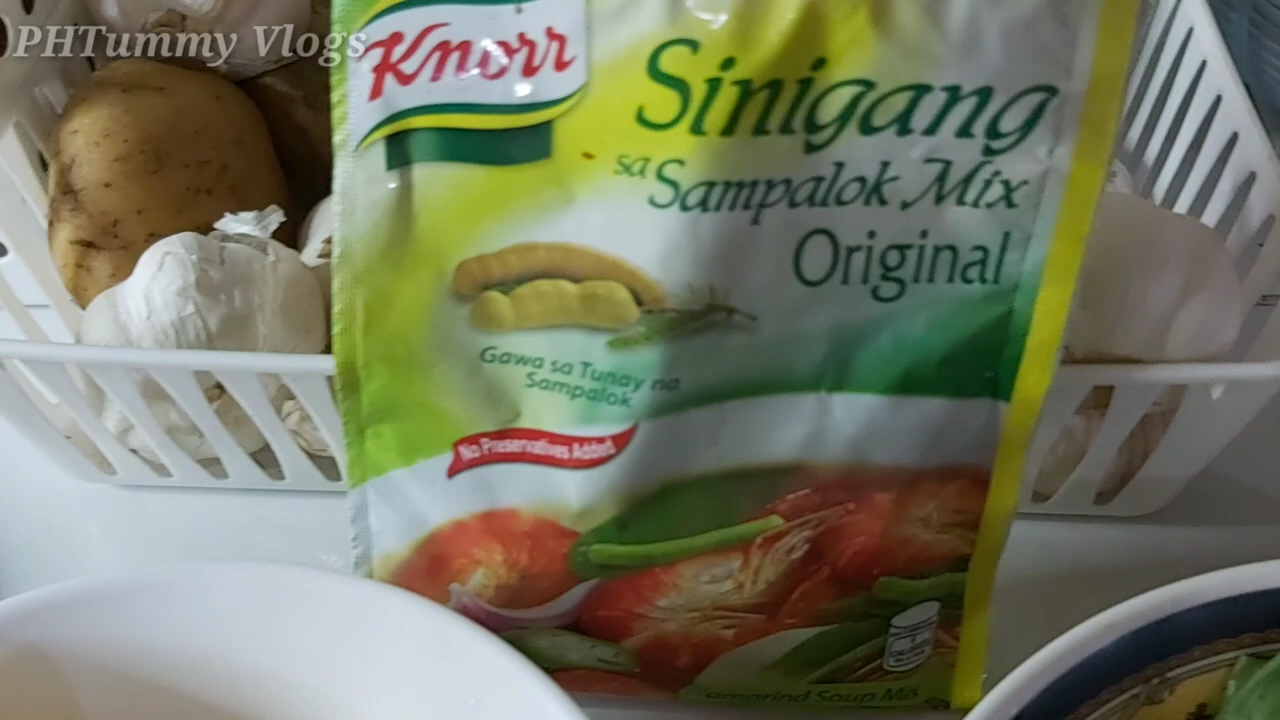 PHTummy Vlogs
Knorr
Sinigang
sa Sampalok Mix
Original
Gawa sa Tunay na
Sampalok
No Preservatives Added
Tamarind Soup Mix